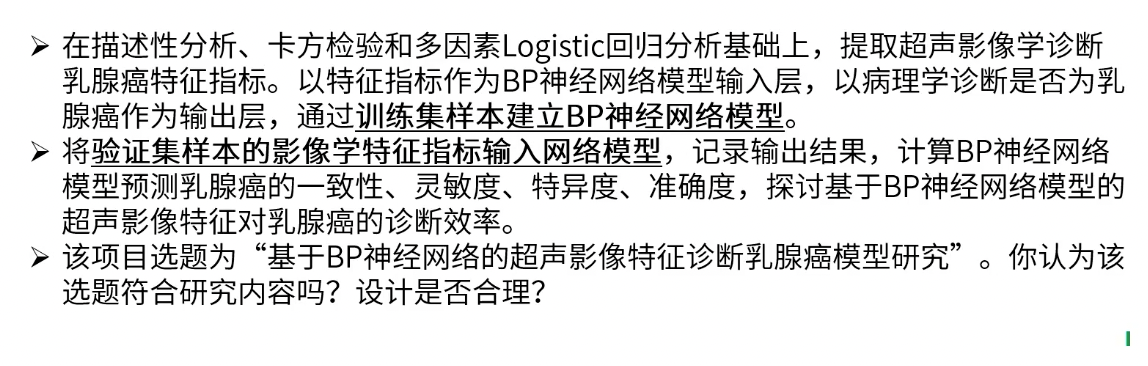 ➢ 在描述性分析、卡方检验和多因素Logistic回归分析基础上，提取超声影像学诊断
乳腺癌特征指标。以特征指标作为BP神经网络模型输入层，以病理学诊断是否为乳
腺癌作为输出层，通过训练集样本建立BP神经网络模型。
➢ 将验证集样本的影像学特征指标输入网络模型，记录输出结果，计算BP神经网络
模型预测乳腺癌的一致性、灵敏度、特异度、准确度，探讨基于BP神经网络模型的
超声影像特征对乳腺癌的诊断效率。
➢ 该项目选题为“基于BP神经网络的超声影像特征诊断乳腺癌模型研究”。你认为该
选题符合研究内容吗？设计是否合理？